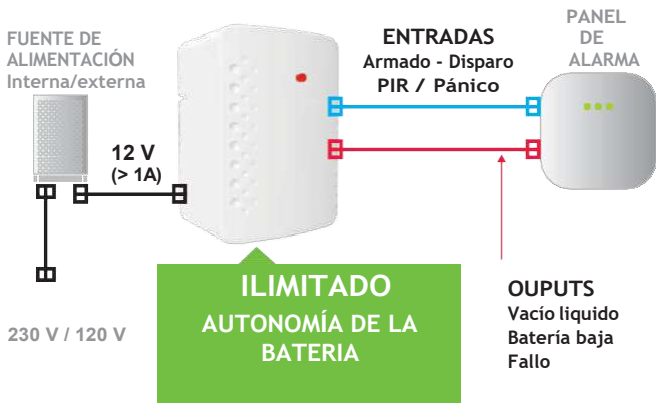 FUENTE DE
ALIMENTACIÓN
Interna/externa
12 V
(> 1A)
230 V / 120 V
ENTRADAS
Armado - Disparo
PIR / Pánico
PANEL
DE
ALARMA
ILIMITADO
AUTONOMÍA DE LA
BATERIA
OUPUTS
Vacío liquido
Batería baja
Fallo